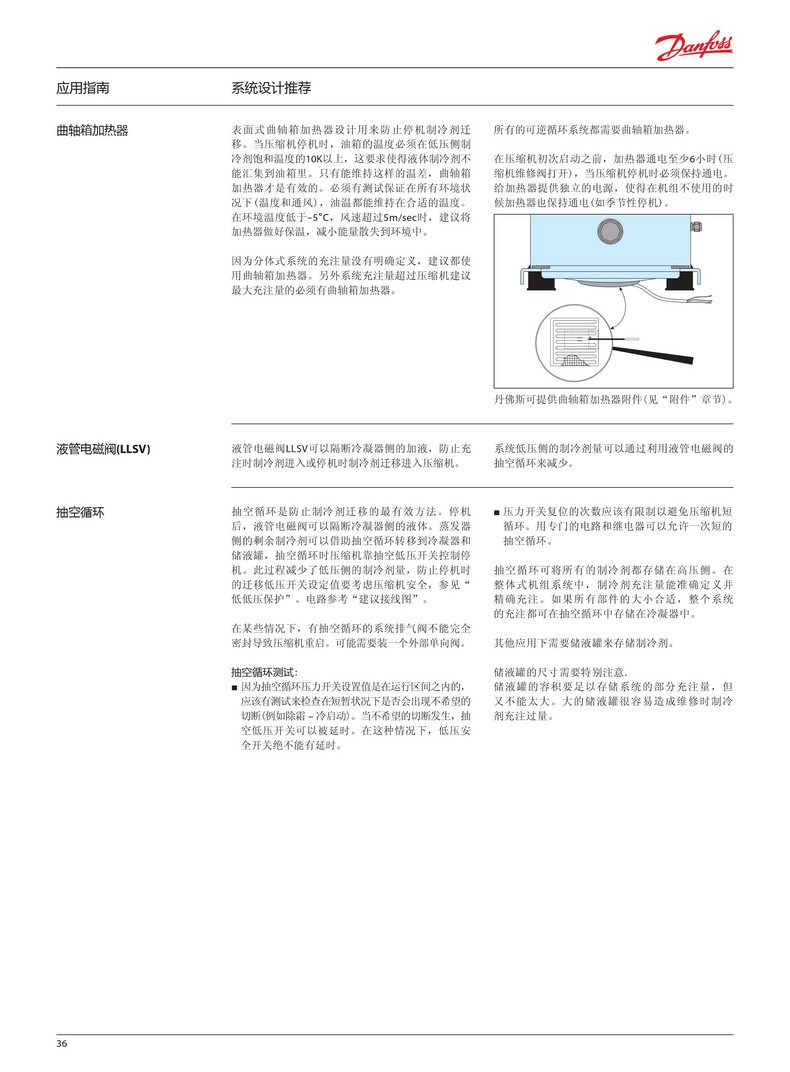 Danfoss
应用指南
系统设计推荐
曲轴箱加热器
表面式曲轴箱加热器设计用来防止停机制冷剂迁
移。当压缩机停机时，油箱的温度必须在低压侧制
冷剂饱和温度的10K以上，这要求使得液体制冷剂不
能汇集到油箱里。只有能维持这样的温差，曲轴箱
加热器才是有效的。必须有测试保证在所有环境状
况下(温度和通风)，油温都能维持在合适的温度。
在环境温度低于–5°C，风速超过5m/sec时，建议将
加热器做好保温，减小能量散失到环境中。
因为分体式系统的充注量没有明确定义，建议都使
用曲轴箱加热器。另外系统充注量超过压缩机建议
最大充注量的必须有曲轴箱加热器。
所有的可逆循环系统都需要曲轴箱加热器。
在压缩机初次启动之前，加热器通电至少6小时(压
缩机维修阀打开)，当压缩机停机时必须保持通电。
给加热器提供独立的电源，使得在机组不使用的时
候加热器也保持通电(如季节性停机)。
丹佛斯可提供曲轴箱加热器附件(见“附件”章节)。
液管电磁阀(LLSV)
液管电磁阀LLSV可以隔断冷凝器侧的加液，防止充
注时制冷剂进入或停机时制冷剂迁移进入压缩机。
系统低压侧的制冷剂量可以通过利用液管电磁阀的
抽空循环来减少。
抽空循环
抽空循环是防止制冷剂迁移的最有效方法。停机
后，液管电磁阀可以隔断冷凝器侧的液体。蒸发器
侧的剩余制冷剂可以借助抽空循环转移到冷凝器和
储液罐，抽空循环时压缩机靠抽空低压开关控制停
机。此过程减少了低压侧的制冷剂量，防止停机时
的迁移低压开关设定值要考虑压缩机安全，参见“
低低压保护”。电路参考“建议接线图”。
在某些情况下，有抽空循环的系统排气阀不能完全
密封导致压缩机重启。可能需要装一个外部单向阀。
抽空循环测试：
■ 因为抽空循环压力开关设置值是在运行区间之内的，
应该有测试来检查在短暂状况下是否会出现不希望的
切断(例如除霜 – 冷启动)。当不希望的切断发生，抽
空低压开关可以被延时。在这种情况下，低压安
全开关绝不能有延时。
■ 压力开关复位的次数应该有限制以避免压缩机短
循环。用专门的电路和继电器可以允许一次短的
抽空循环。
抽空循环可将所有的制冷剂都存储在高压侧。在
整体式机组系统中，制冷剂充注量能准确定义并
精确充注。如果所有部件的大小合适，整个系统
的充注都可在抽空循环中存储在冷凝器中。
其他应用下需要储液罐来存储制冷剂。
储液罐的尺寸需要特别注意.
储液罐的容积要足以存储系统的部分充注量，但
又不能太大。大的储液罐很容易造成维修时制冷
剂充注过量。
36